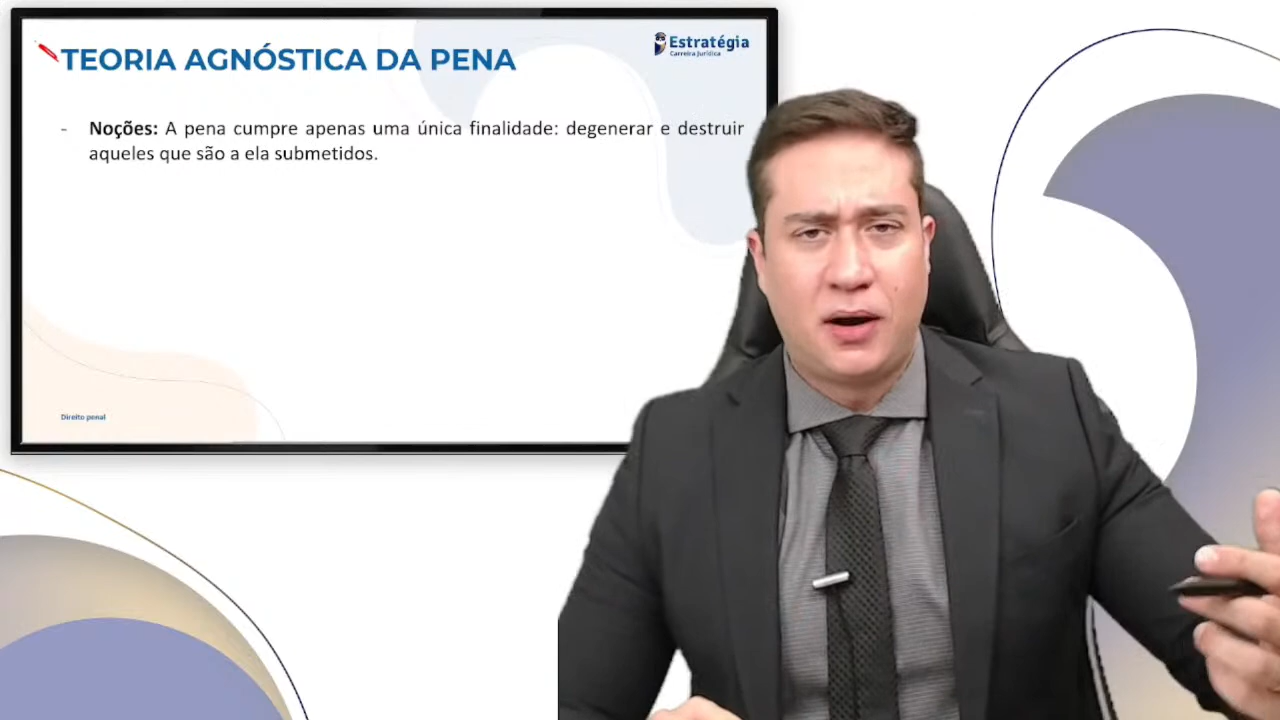 TEORIA AGNÓSTICA DA PENA
Estratégia
Carreira Jurídica
- Noções: A pena cumpre apenas uma única finalidade: degenerar e destruir
aqueles que são a ela submetidos.
Direito penal